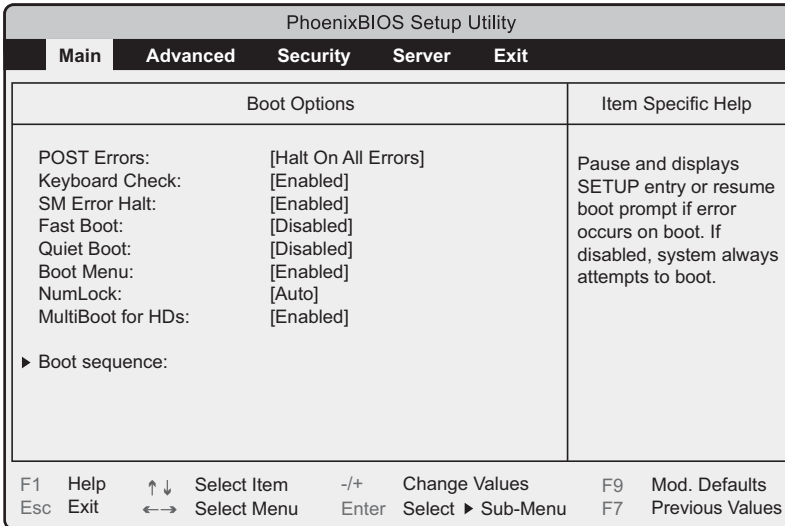 PhoenixBIOS Setup Utility
Main Advanced Security Server Exit
Boot Options
POST Errors: [Halt On All Errors]
Keyboard Check: [Enabled]
SM Error Halt: [Enabled]
Fast Boot: [Disabled]
Quiet Boot: [Disabled]
Boot Menu: [Enabled]
NumLock: [Auto]
MultiBoot for HDs: [Enabled]
▶ Boot sequence:
Item Specific Help
Pause and displays
SETUP entry or resume
boot prompt if error
occurs on boot. If
disabled, system always
attempts to boot.
F1 Help ↑↓ Select Item -/+ Change Values F9 Mod. Defaults
Esc Exit ←→ Select Menu Enter Select ▶ Sub-Menu F7 Previous Values